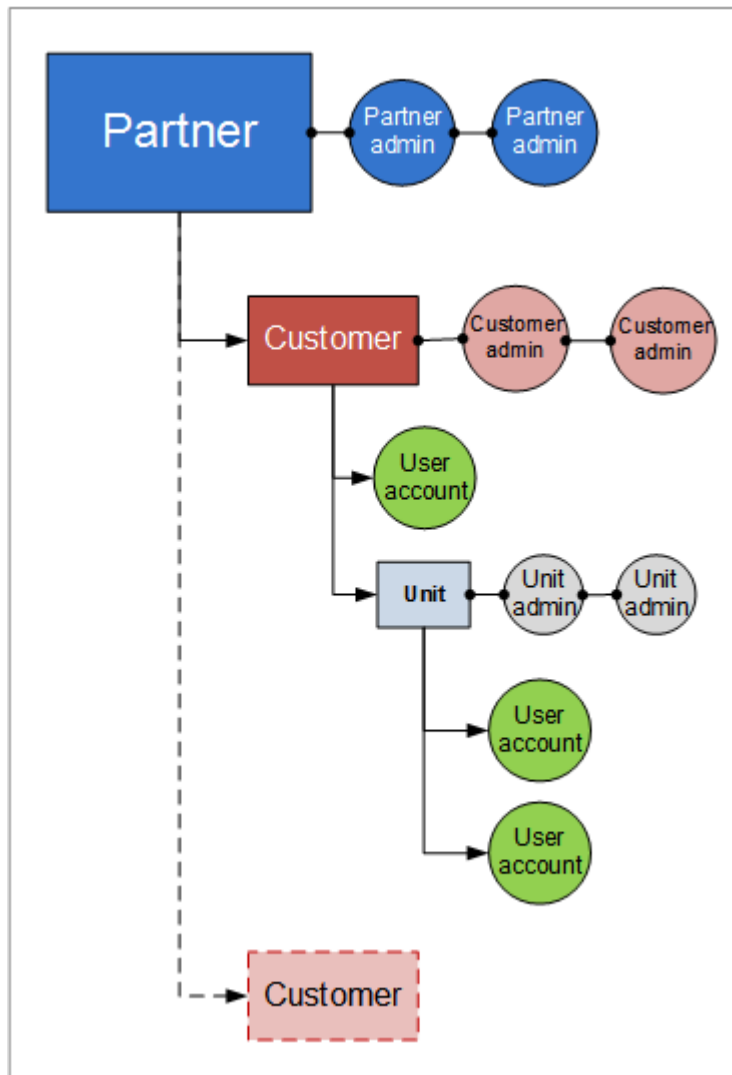 Partner
Partner
admin
Partner
admin
Customer
Customer
admin
Customer
admin
User
account
Unit
Unit
admin
Unit
admin
User
account
User
account
Customer